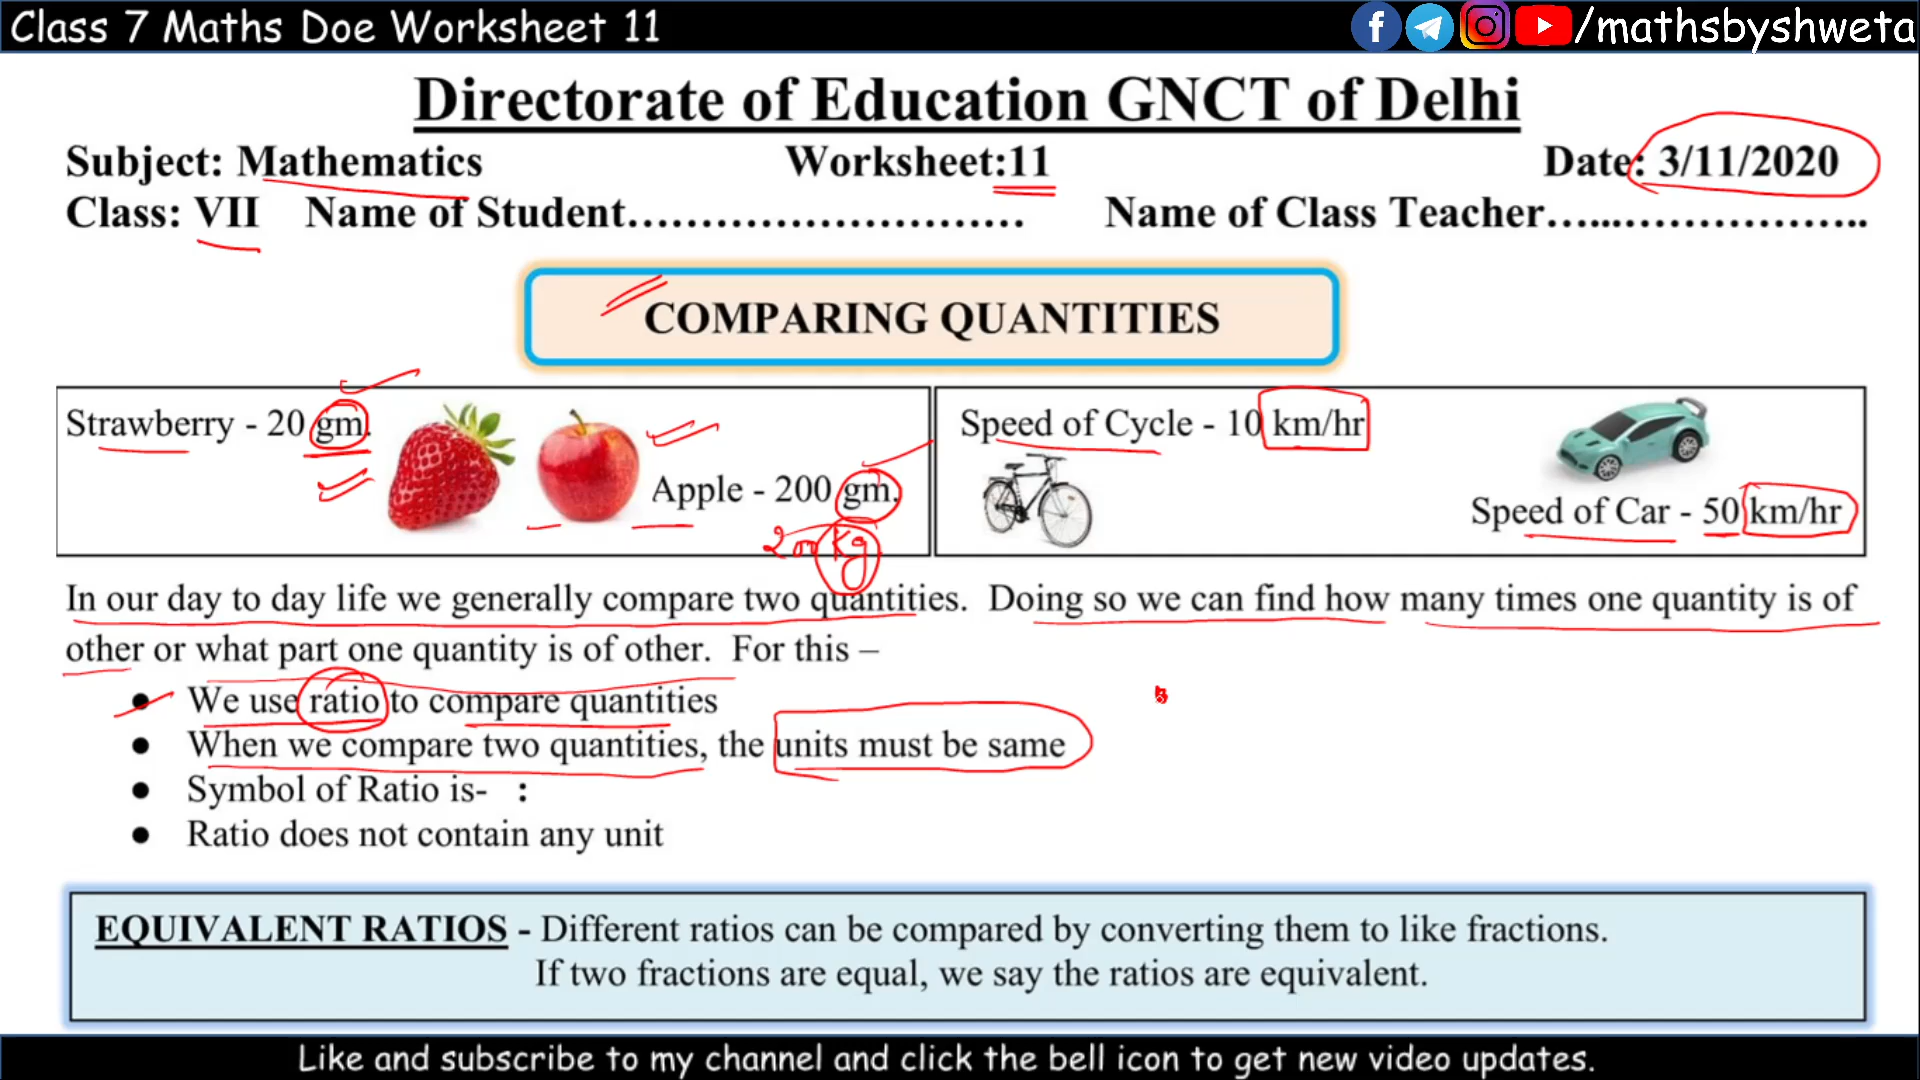 Class 7 Maths Doe Worksheet 11
/mathsbyshweta
Directorate of Education GNCT of Delhi
Subject: Mathematics Worksheet:11 Date: 3/11/2020
Class: VII Name of Student........................... Name of Class Teacher.......................
COMPARING QUANTITIES
Strawberry - 20 gm.
Apple - 200 gm.
200 kg
Speed of Cycle - 10 km/hr
Speed of Car - 50 km/hr
In our day to day life we generally compare two quantities. Doing so we can find how many times one quantity is of
other or what part one quantity is of other. For this –
● We use ratio to compare quantities
● When we compare two quantities, the units must be same
● Symbol of Ratio is- :
● Ratio does not contain any unit
EQUIVALENT RATIOS - Different ratios can be compared by converting them to like fractions.
If two fractions are equal, we say the ratios are equivalent.
Like and subscribe to my channel and click the bell icon to get new video updates.